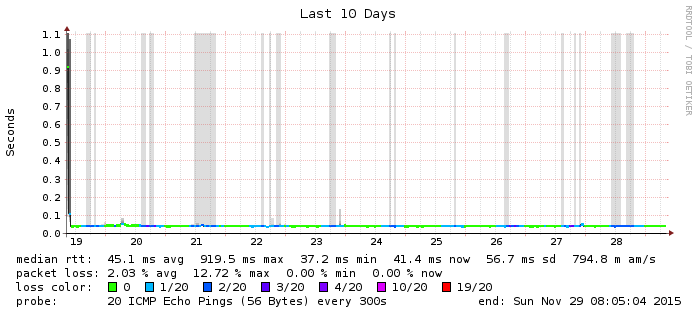 Last 10 Days
RRDTOOL / TOBI OETIKER
Seconds
1.1
1.0
0.9
0.8
0.7
0.6
0.5
0.4
0.3
0.2
0.1
0.0
19 20 21 22 23 24 25 26 27 28
median rtt: 45.1 ms avg 919.5 ms max 37.2 ms min 41.4 ms now 56.7 ms sd 794.8 m am/s
packet loss: 2.03 % avg 12.72 % max 0.00 % min 0.00 % now
loss color: 0 1/20 2/20 3/20 4/20 10/20 19/20
probe: 20 ICMP Echo Pings (56 Bytes) every 300s end: Sun Nov 29 08:05:04 2015